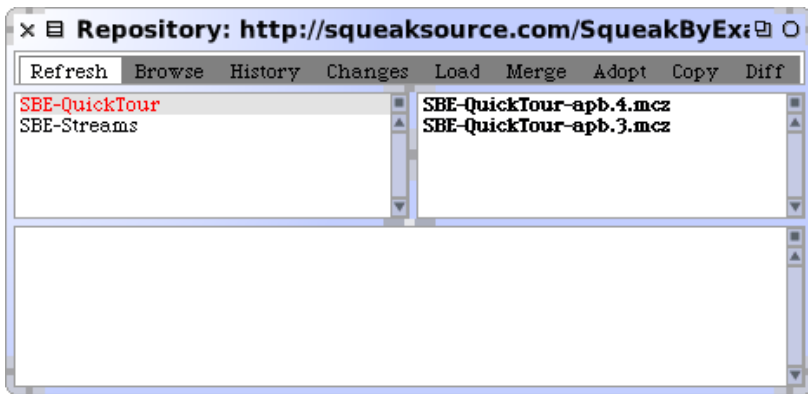 Repository: http://squeaksource.com/SqueakByExa
Refresh Browse History Changes Load Merge Adopt Copy Diff
SBE-QuickTour
SBE-Streams
SBE-QuickTour-apb.4.mcz
SBE-QuickTour-apb.3.mcz